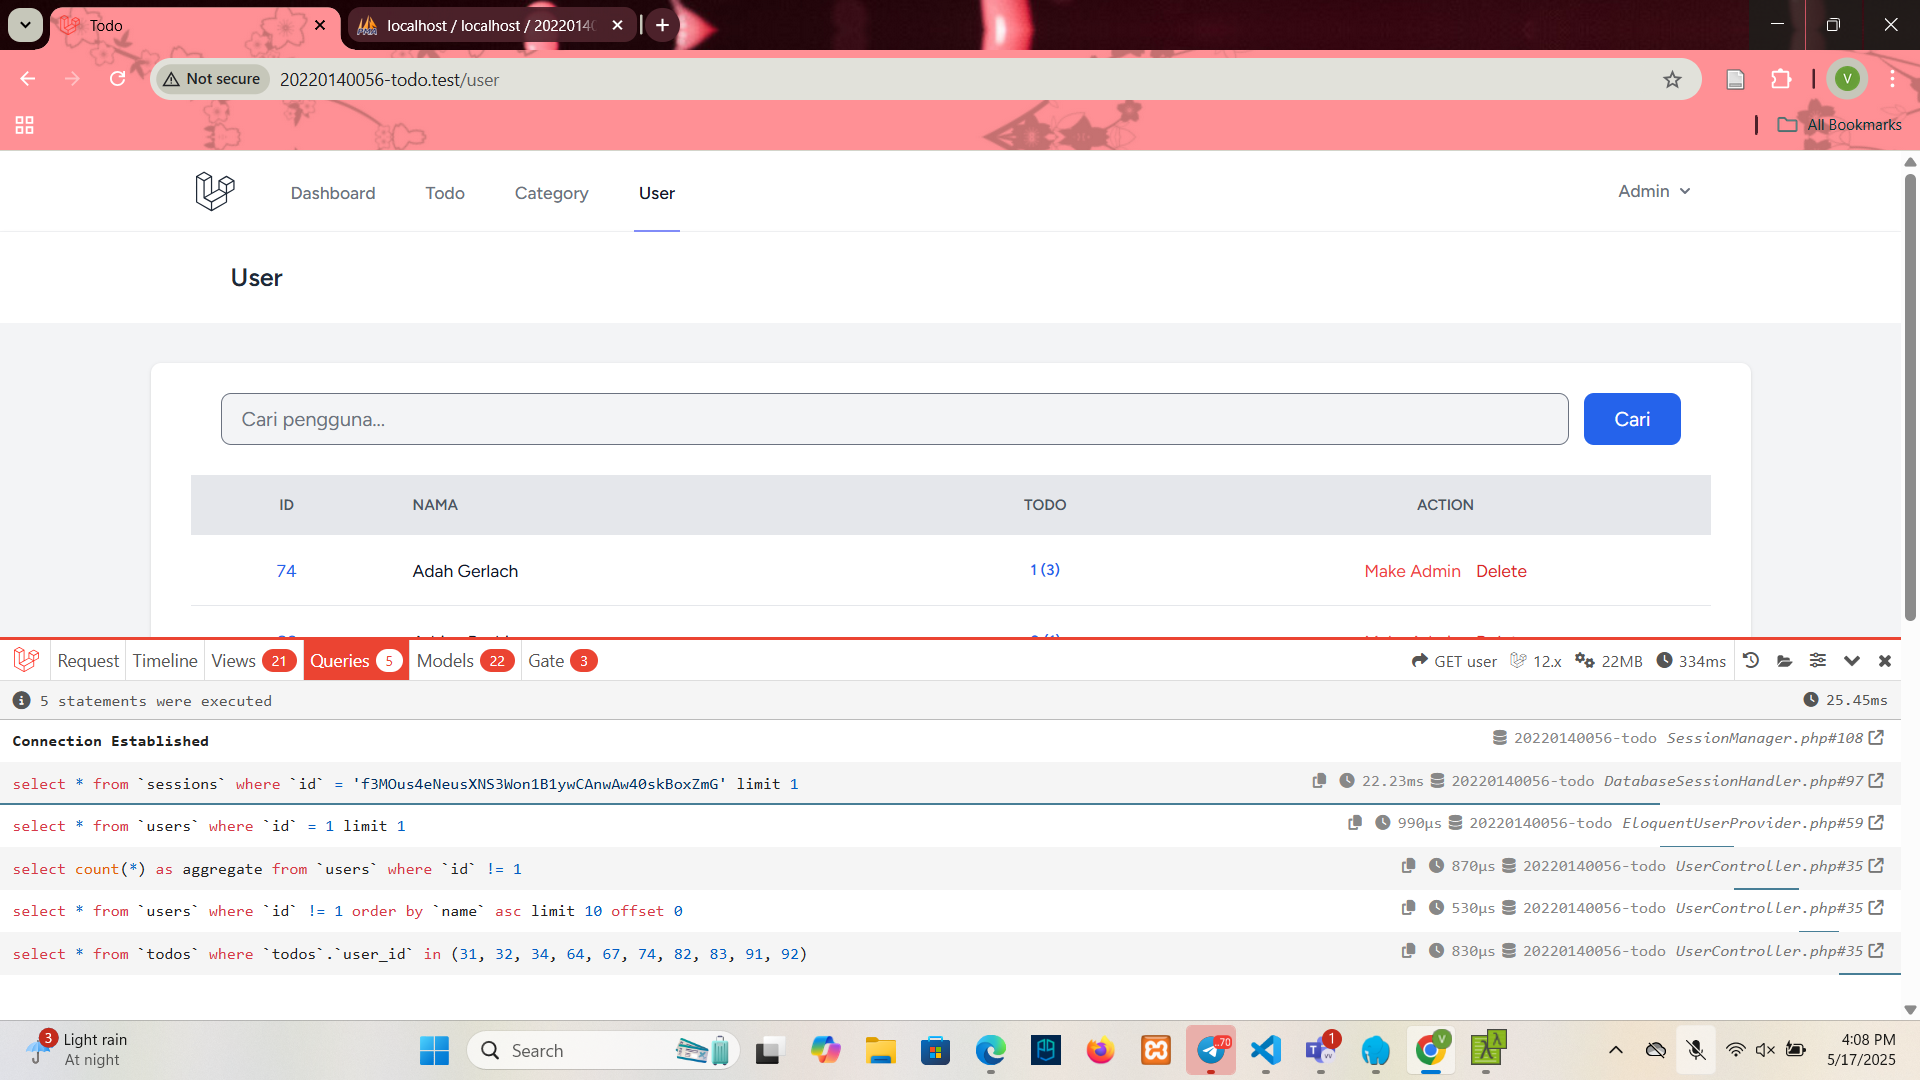 Todo
localhost / localhost / 2022014
Not secure
20220140056-todo.test/user
V
All Bookmarks
Dashboard Todo Category User
Admin
User
Cari pengguna...
Cari
ID NAMA TODO ACTION
74 Adah Gerlach 1 (3) Make Admin Delete
Request Timeline Views 21 Queries 5 Models 22 Gate 3
GET user 12.x 22MB 334ms
5 statements were executed 25.45ms
Connection Established 20220140056-todo SessionManager.php#108
select * from `sessions` where `id` = 'f3MOus4eNeusXNS3Won1B1ywCAnwAw40skBoxZmG' limit 1 22.23ms 20220140056-todo DatabaseSessionHandler.php#97
select * from `users` where `id` = 1 limit 1 990μs 20220140056-todo EloquentUserProvider.php#59
select count(*) as aggregate from `users` where `id` != 1 870μs 20220140056-todo UserController.php#35
select * from `users` where `id` != 1 order by `name` asc limit 10 offset 0 530μs 20220140056-todo UserController.php#35
select * from `todos` where `todos`.`user_id` in (31, 32, 34, 64, 67, 74, 82, 83, 91, 92) 830μs 20220140056-todo UserController.php#35
3
Light rain
At night
Search
70
1
V
4:08 PM
5/17/2025